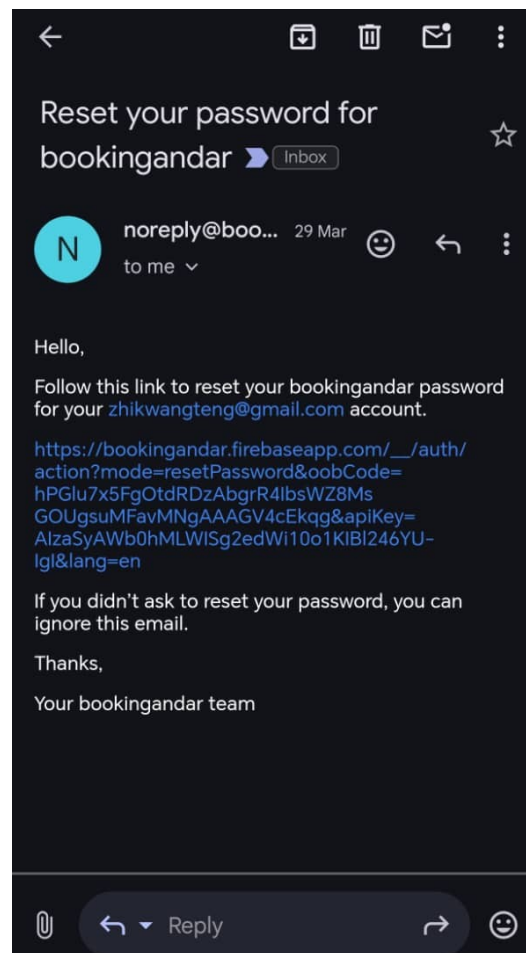 Reset your password for
bookingandar Inbox
N
noreply@boo... 29 Mar
to me
Hello,
Follow this link to reset your bookingandar password
for your zhikwangteng@gmail.com account.
https://bookingandar.firebaseapp.com/__/auth/
action?mode=resetPassword&oobCode=
hPGlu7x5FgOtdRDzAbgrR4IbsWZ8Ms
GOUgsuMFavMNgAAAGV4cEkqg&apiKey=
AIzaSyAWb0hMLWISg2edWi10o1KIBl246YU-
IgI&lang=en
If you didn't ask to reset your password, you can
ignore this email.
Thanks,
Your bookingandar team
Reply